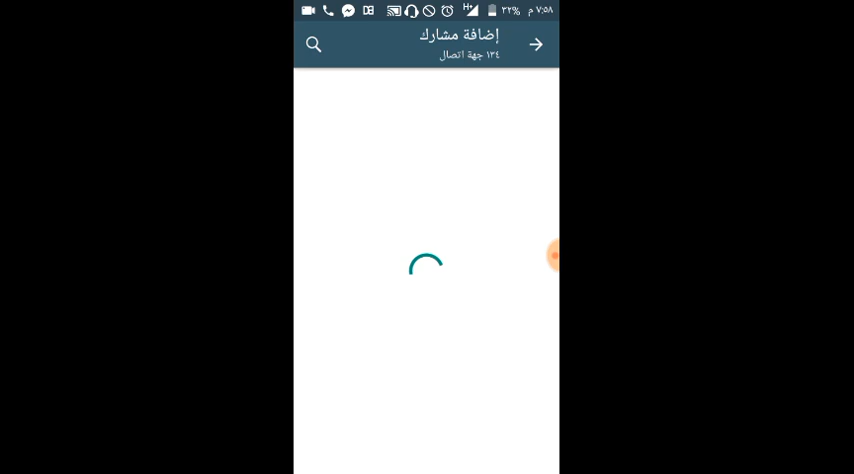 ٧:٥٨ م ٣٢% H+
إضافة مشارك
١٣٤ جهة اتصال